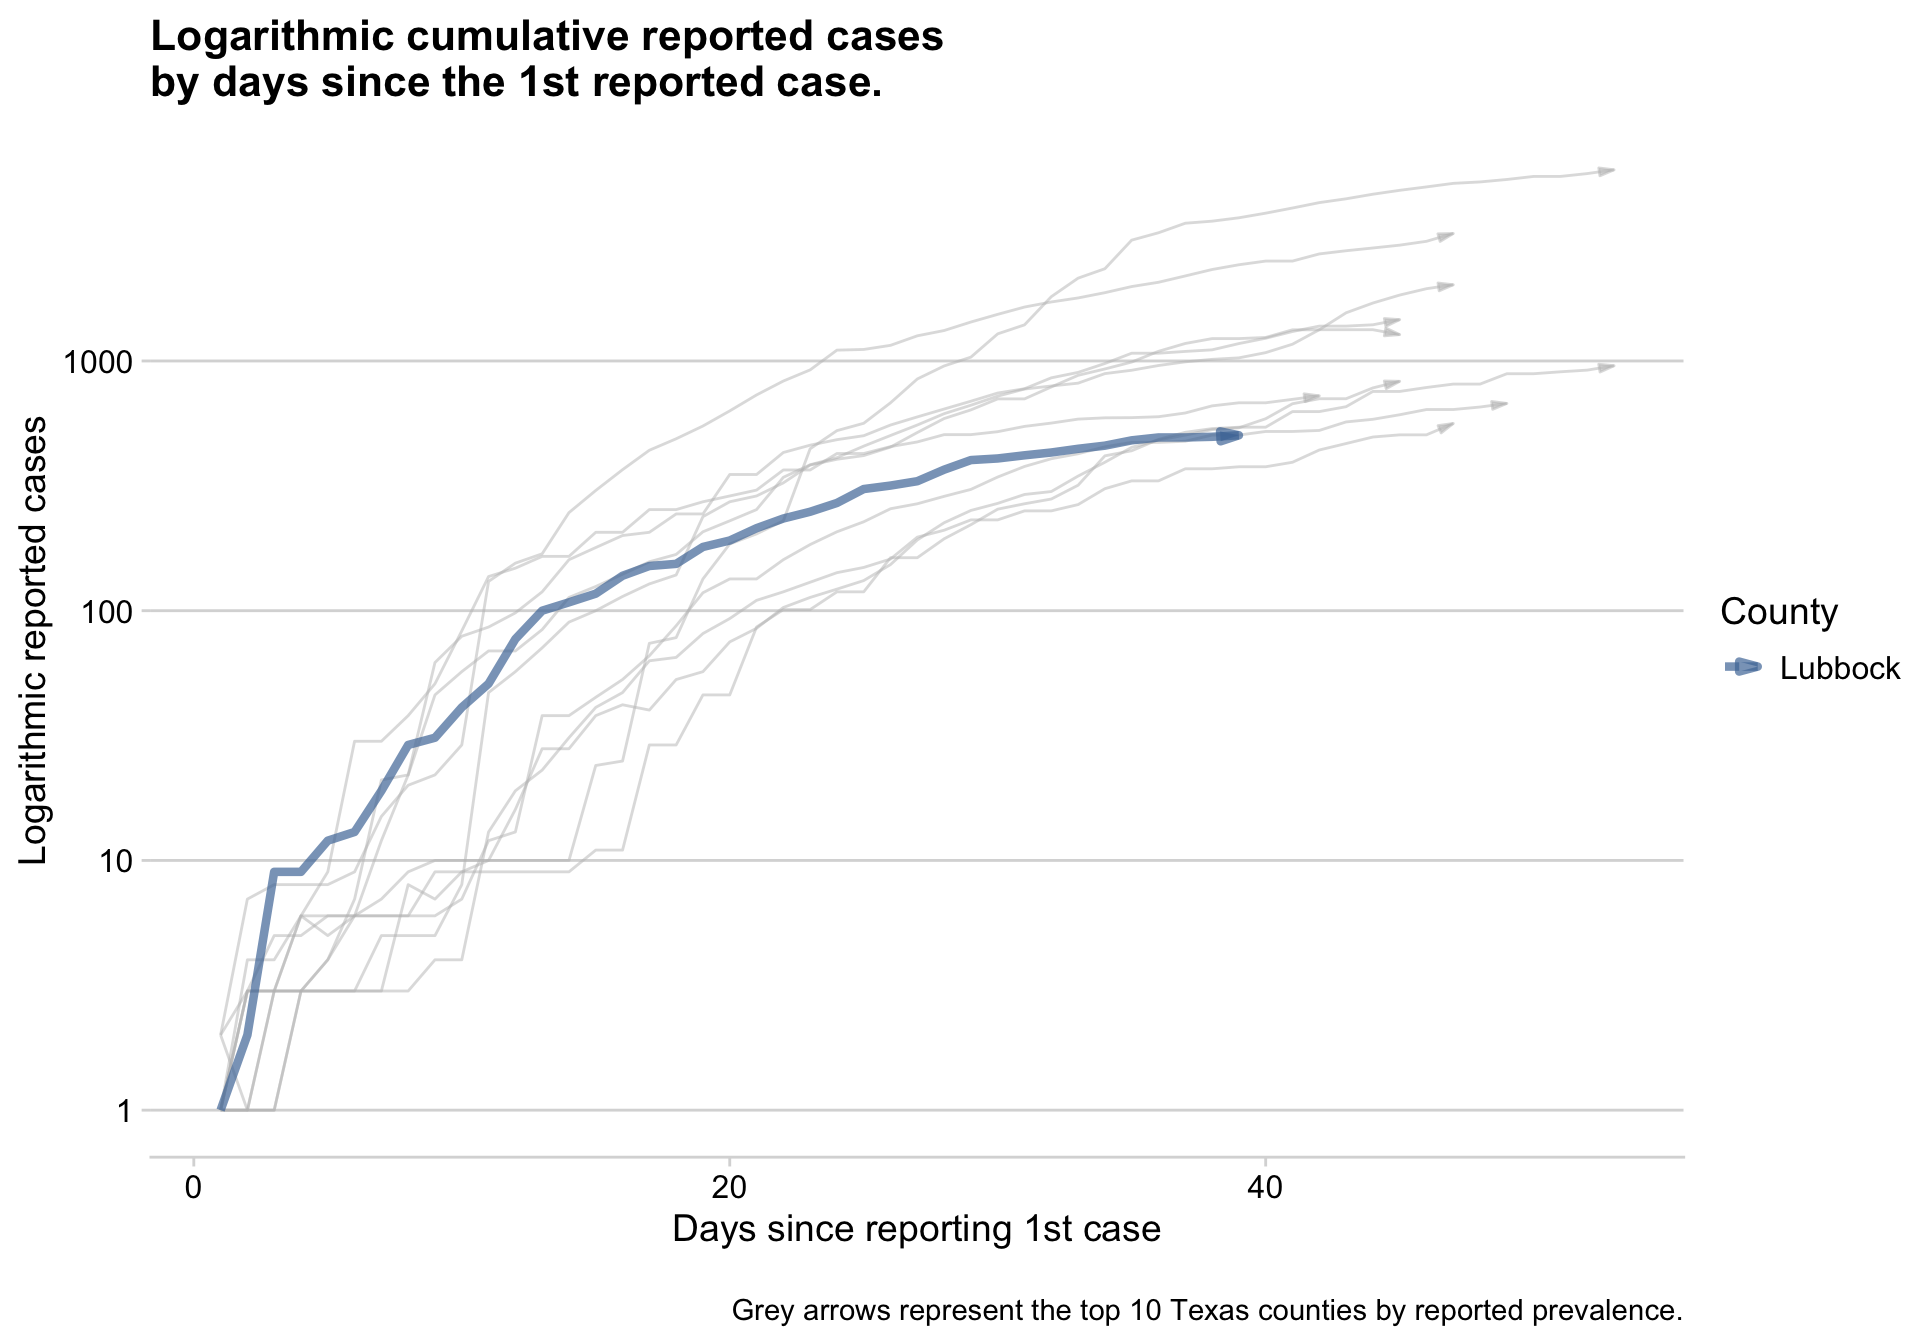 Logarithmic cumulative reported cases
by days since the 1st reported case.
Logarithmic reported cases
1000
100
10
1
0
20
40
Days since reporting 1st case
County
Lubbock
Grey arrows represent the top 10 Texas counties by reported prevalence.